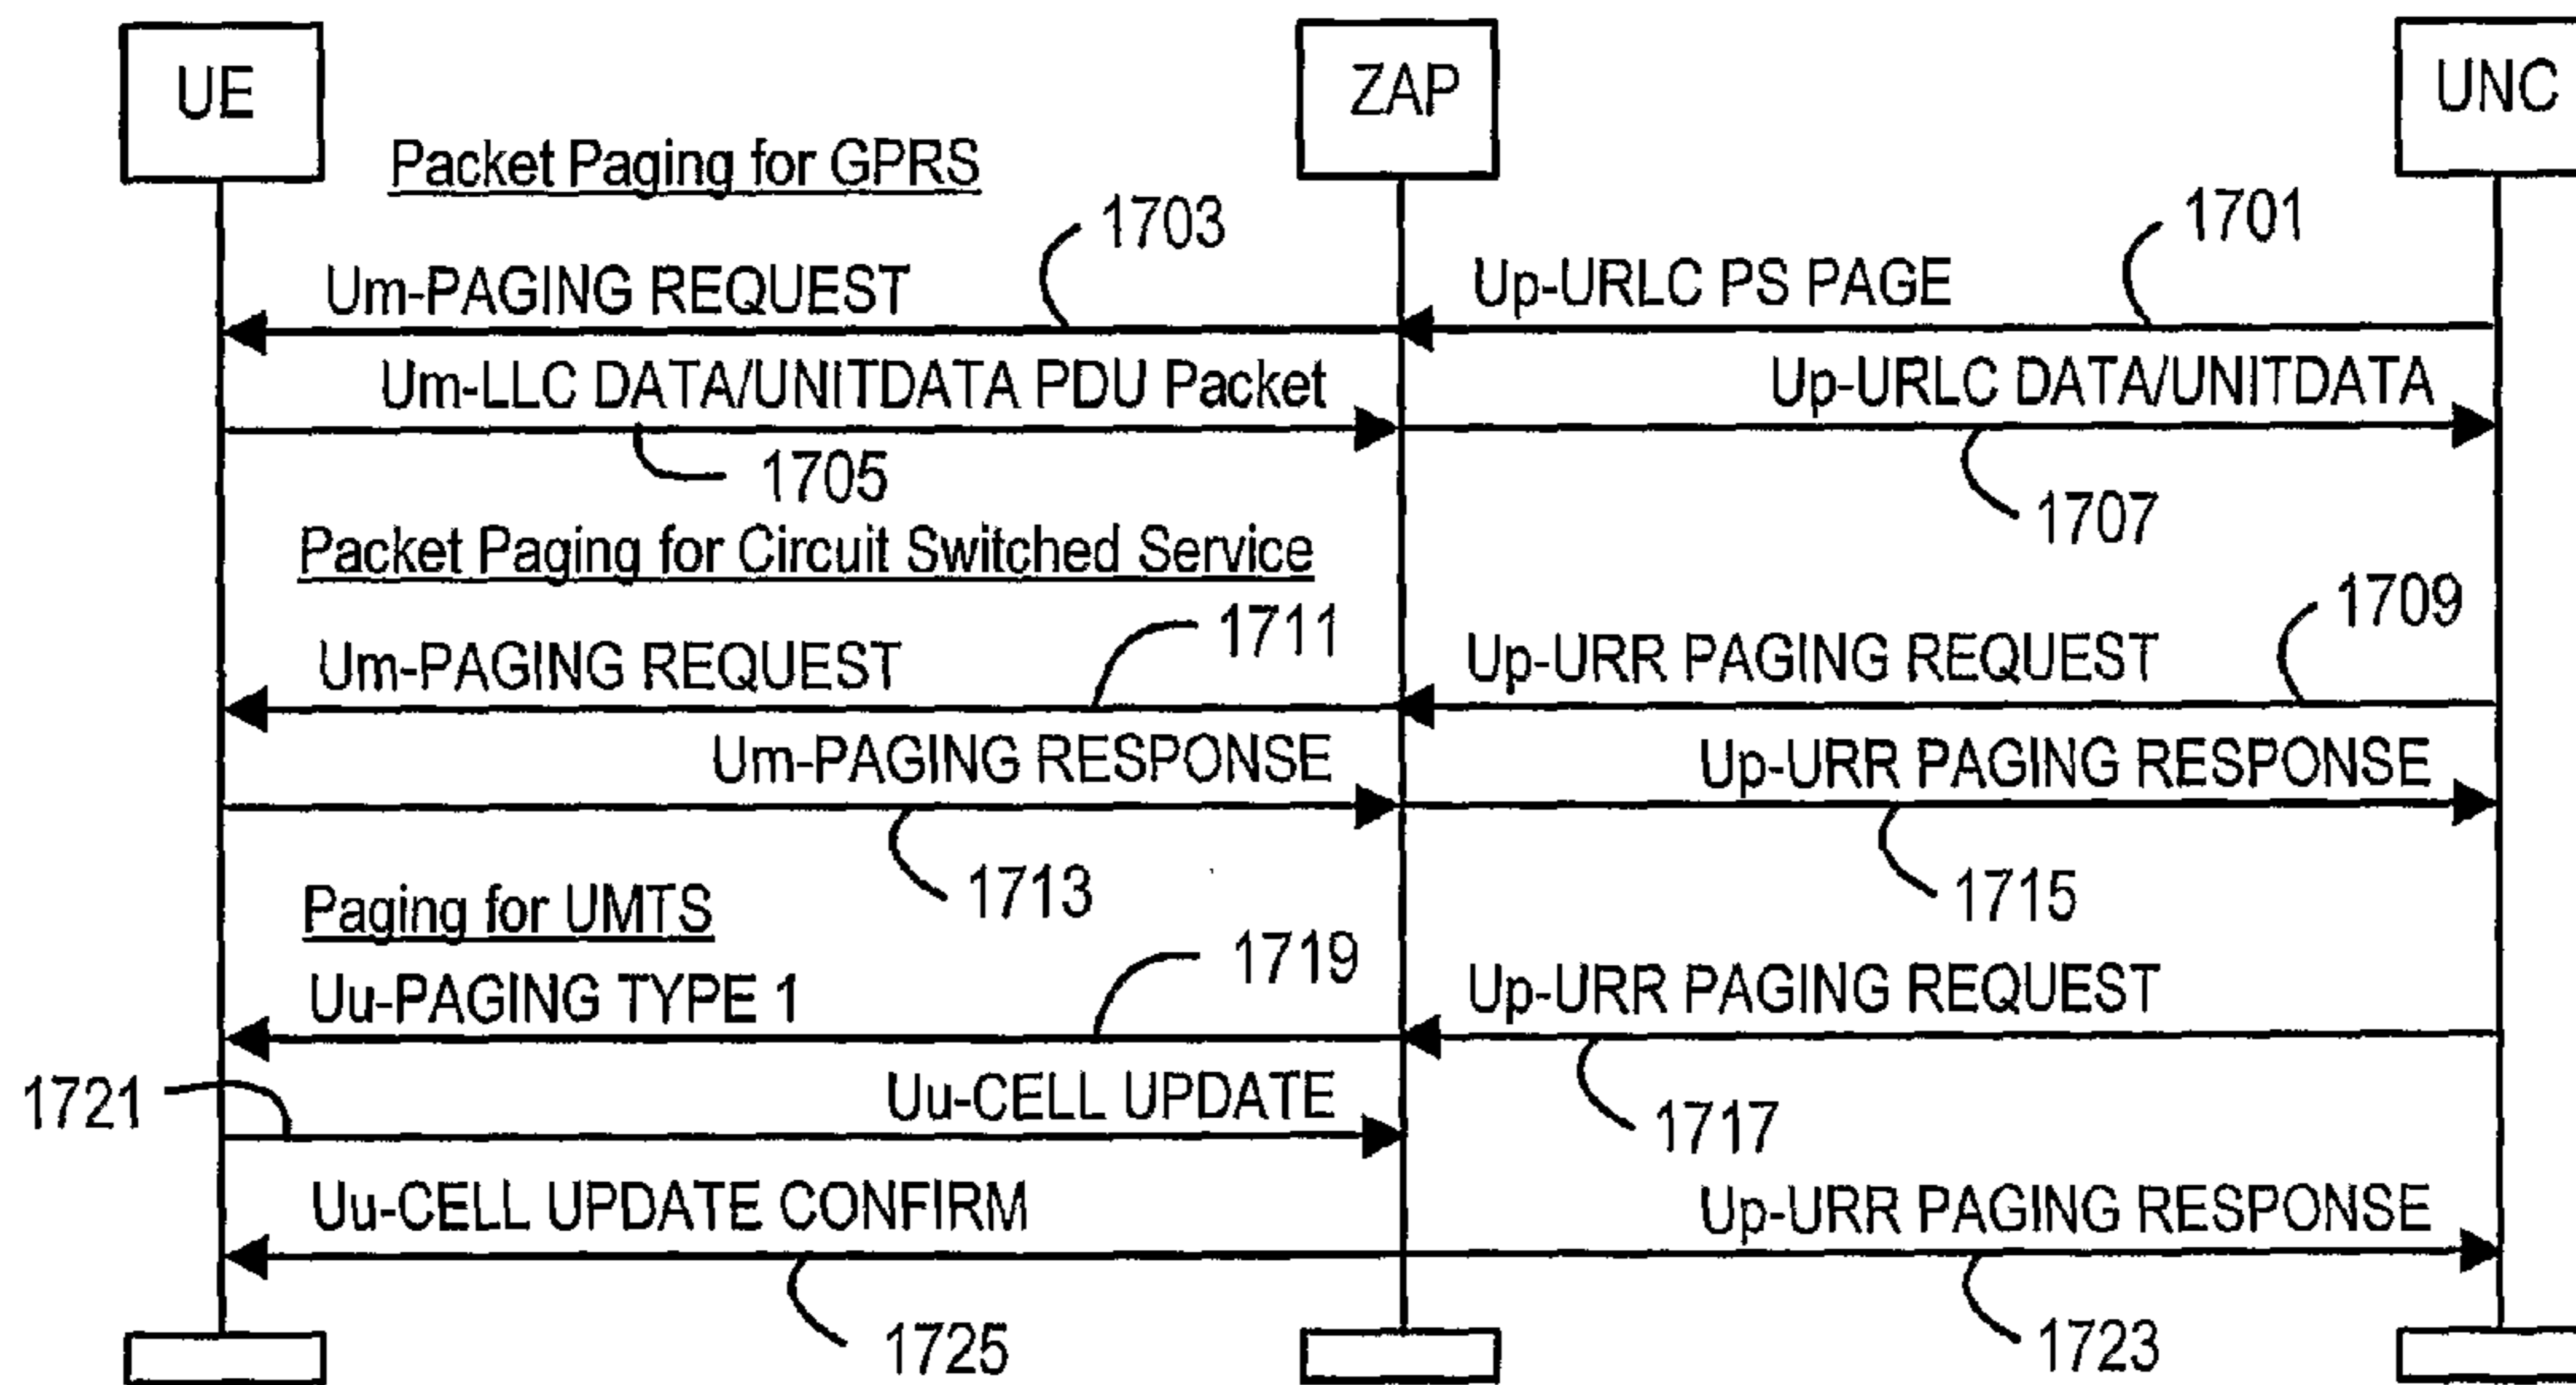 UE
ZAP
UNC
Packet Paging for GPRS
1703
1701
Um-PAGING REQUEST
Up-URLC PS PAGE
Um-LLC DATA/UNITDATA PDU Packet
Up-URLC DATA/UNITDATA
1705
1707
Packet Paging for Circuit Switched Service
1711
1709
Um-PAGING REQUEST
Up-URR PAGING REQUEST
Um-PAGING RESPONSE
Up-URR PAGING RESPONSE
1713
1715
Paging for UMTS
1719
Uu-PAGING TYPE 1
Up-URR PAGING REQUEST
1721
Uu-CELL UPDATE
1717
Uu-CELL UPDATE CONFIRM
Up-URR PAGING RESPONSE
1725
1723